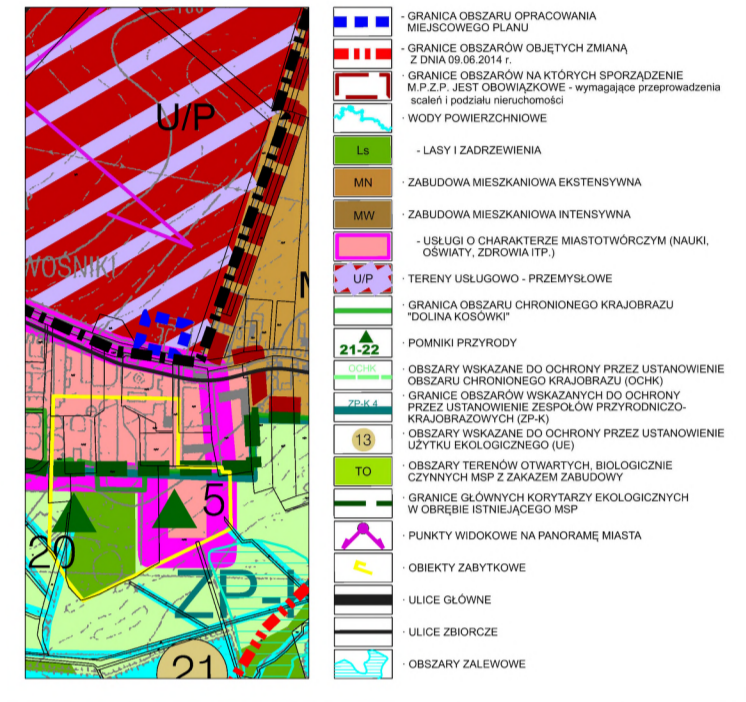 U/P
WOŚNIKI
5
20
ZP-
21
- GRANICA OBSZARU OPRACOWANIA
MIEJSCOWEGO PLANU
- GRANICE OBSZARÓW OBJĘTYCH ZMIANĄ
Z DNIA 09.06.2014 r.
· GRANICE OBSZARÓW NA KTÓRYCH SPORZĄDZENIE
M.P.Z.P. JEST OBOWIĄZKOWE - wymagające przeprowadzenia
scaleń i podziału nieruchomości
· WODY POWIERZCHNIOWE
Ls - LASY I ZADRZEWIENIA
MN · ZABUDOWA MIESZKANIOWA EKSTENSYWNA
MW · ZABUDOWA MIESZKANIOWA INTENSYWNA
- USŁUGI O CHARAKTERZE MIASTOTWÓRCZYM (NAUKI,
OŚWIATY, ZDROWIA ITP.)
U/P · TERENY USŁUGOWO - PRZEMYSŁOWE
· GRANICA OBSZARU CHRONIONEGO KRAJOBRAZU
"DOLINA KOSÓWKI"
21-22 · POMNIKI PRZYRODY
OCHK · OBSZARY WSKAZANE DO OCHRONY PRZEZ USTANOWIENIE
OBSZARU CHRONIONEGO KRAJOBRAZU (OCHK)
ZP-K 4 · GRANICE OBSZARÓW WSKAZANYCH DO OCHRONY
PRZEZ USTANOWIENIE ZESPOŁÓW PRZYRODNICZO-
KRAJOBRAZOWYCH (ZP-K)
13 · OBSZARY WSKAZANE DO OCHRONY PRZEZ USTANOWIENIE
UŻYTKU EKOLOGICZNEGO (UE)
TO · OBSZARY TERENÓW OTWARTYCH, BIOLOGICZNIE
CZYNNYCH MSP Z ZAKAZEM ZABUDOWY
· GRANICE GŁÓWNYCH KORYTARZY EKOLOGICZNYCH
W OBRĘBIE ISTNIEJĄCEGO MSP
· PUNKTY WIDOKOWE NA PANORAMĘ MIASTA
· OBIEKTY ZABYTKOWE
· ULICE GŁÓWNE
· ULICE ZBIORCZE
· OBSZARY ZALEWOWE